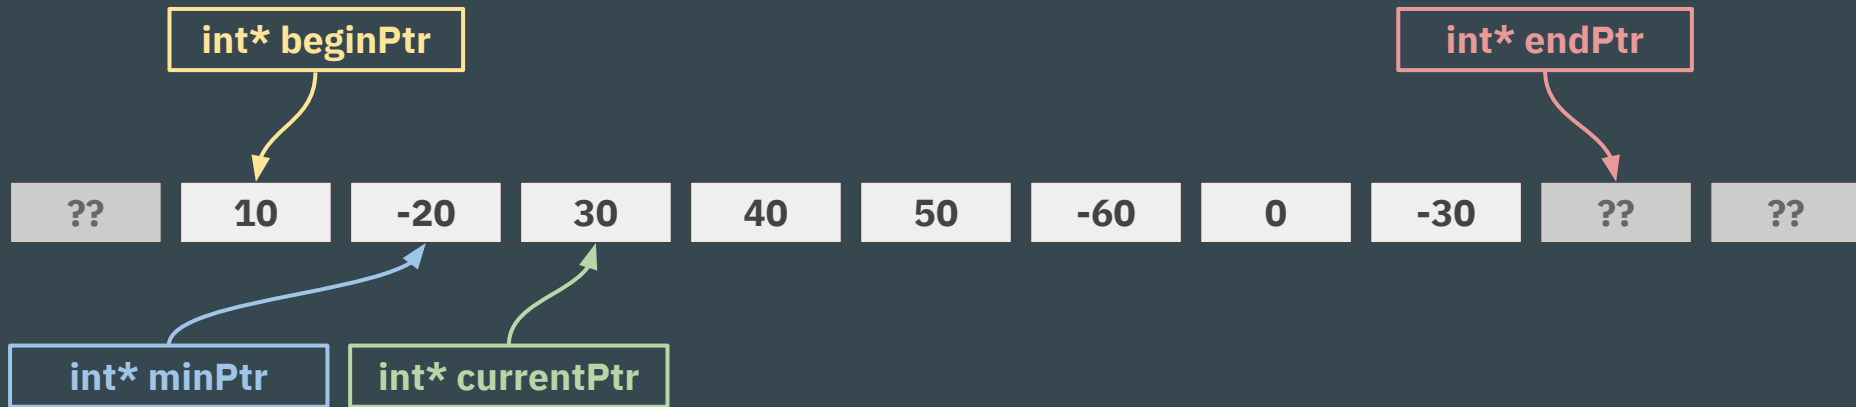 int* beginPtr
int* endPtr
?? 10 -20 30 40 50 -60 0 -30 ?? ??
int* minPtr
int* currentPtr